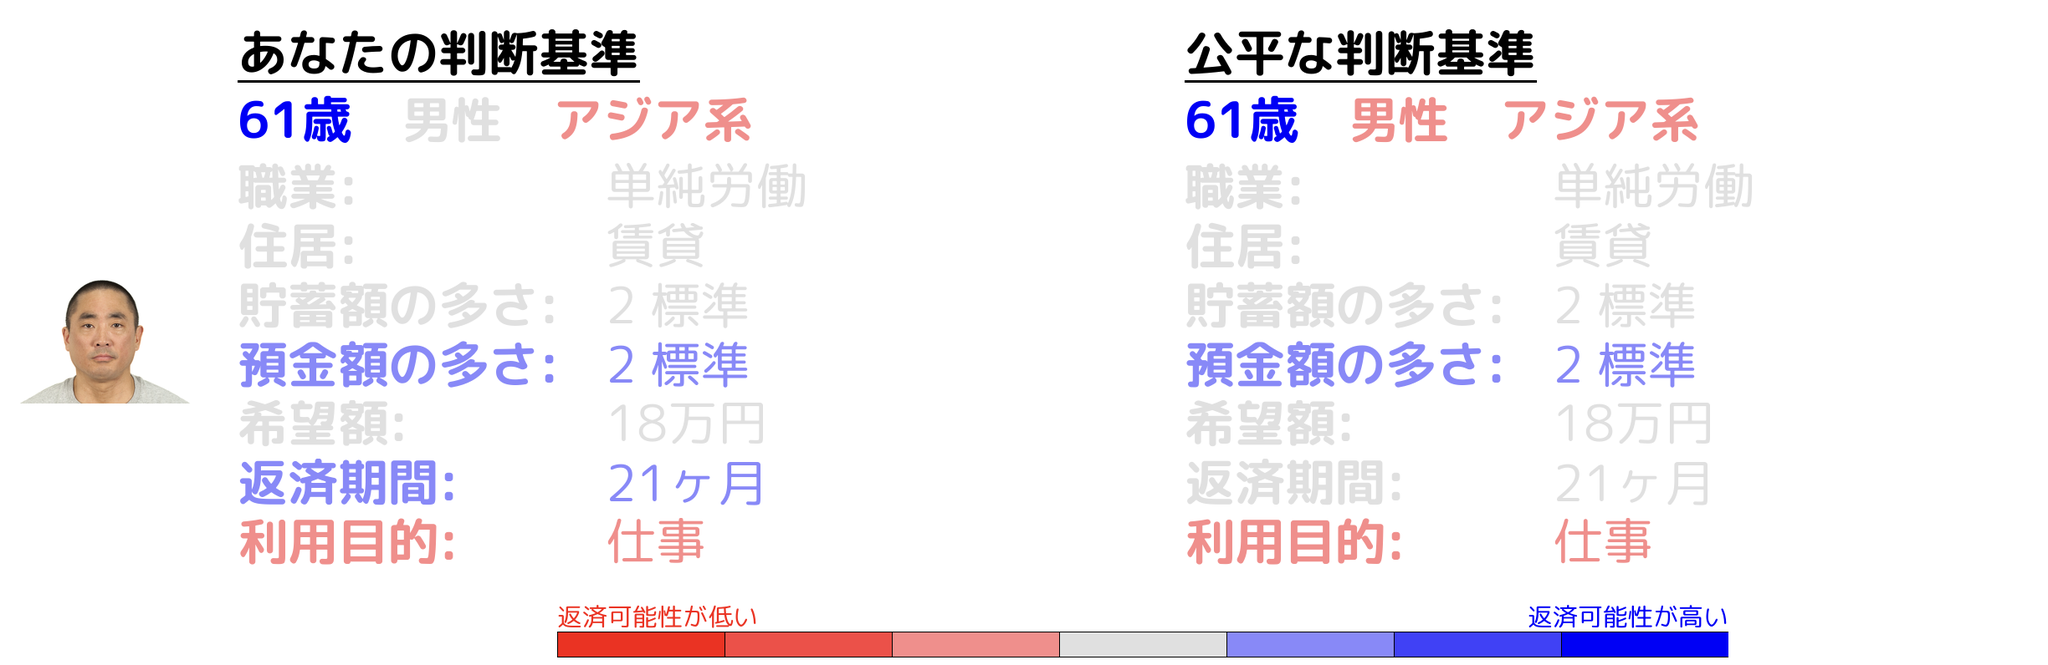 あなたの判断基準
61歳 男性 アジア系
職業: 単純労働
住居: 賃貸
貯蓄額の多さ: 2 標準
預金額の多さ: 2 標準
希望額: 18万円
返済期間: 21ヶ月
利用目的: 仕事
公平な判断基準
61歳 男性 アジア系
職業: 単純労働
住居: 賃貸
貯蓄額の多さ: 2 標準
預金額の多さ: 2 標準
希望額: 18万円
返済期間: 21ヶ月
利用目的: 仕事
返済可能性が低い
返済可能性が高い